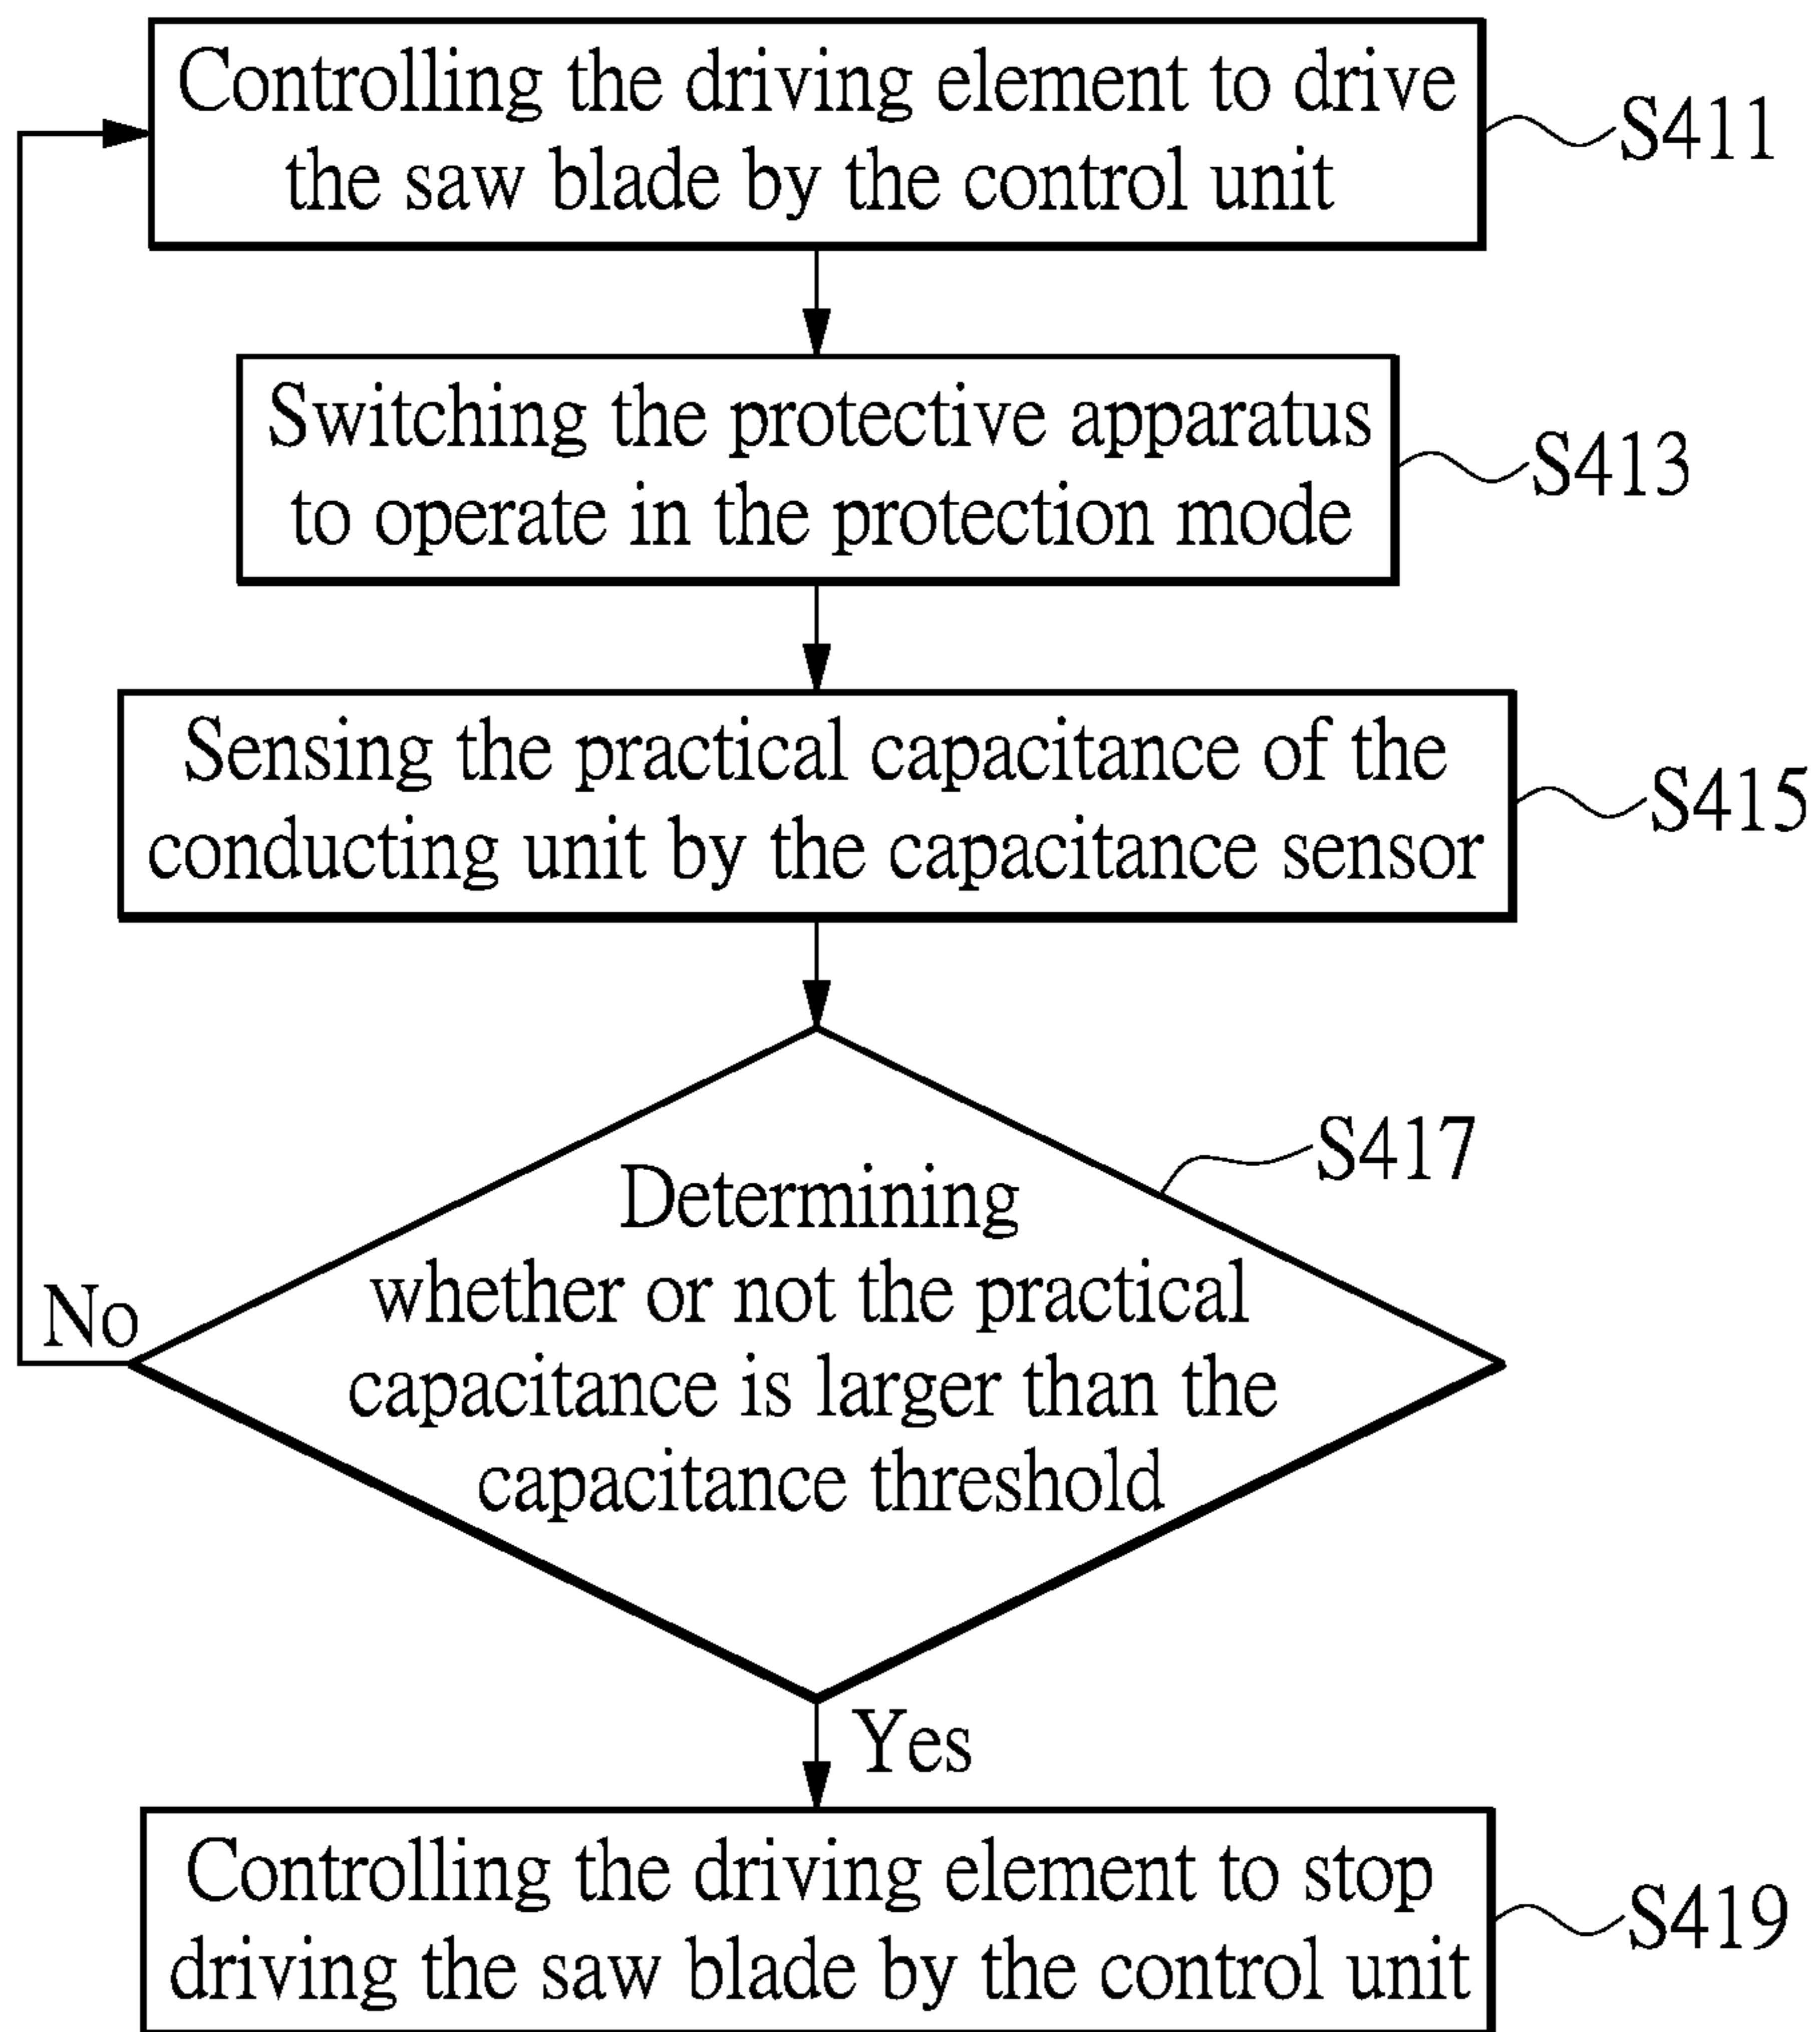 Controlling the driving element to drive
the saw blade by the control unit
S411
Switching the protective apparatus
to operate in the protection mode
S413
Sensing the practical capacitance of the
conducting unit by the capacitance sensor
S415
S417
Determining
whether or not the practical
capacitance is larger than the
capacitance threshold
No
Yes
Controlling the driving element to stop
driving the saw blade by the control unit
S419